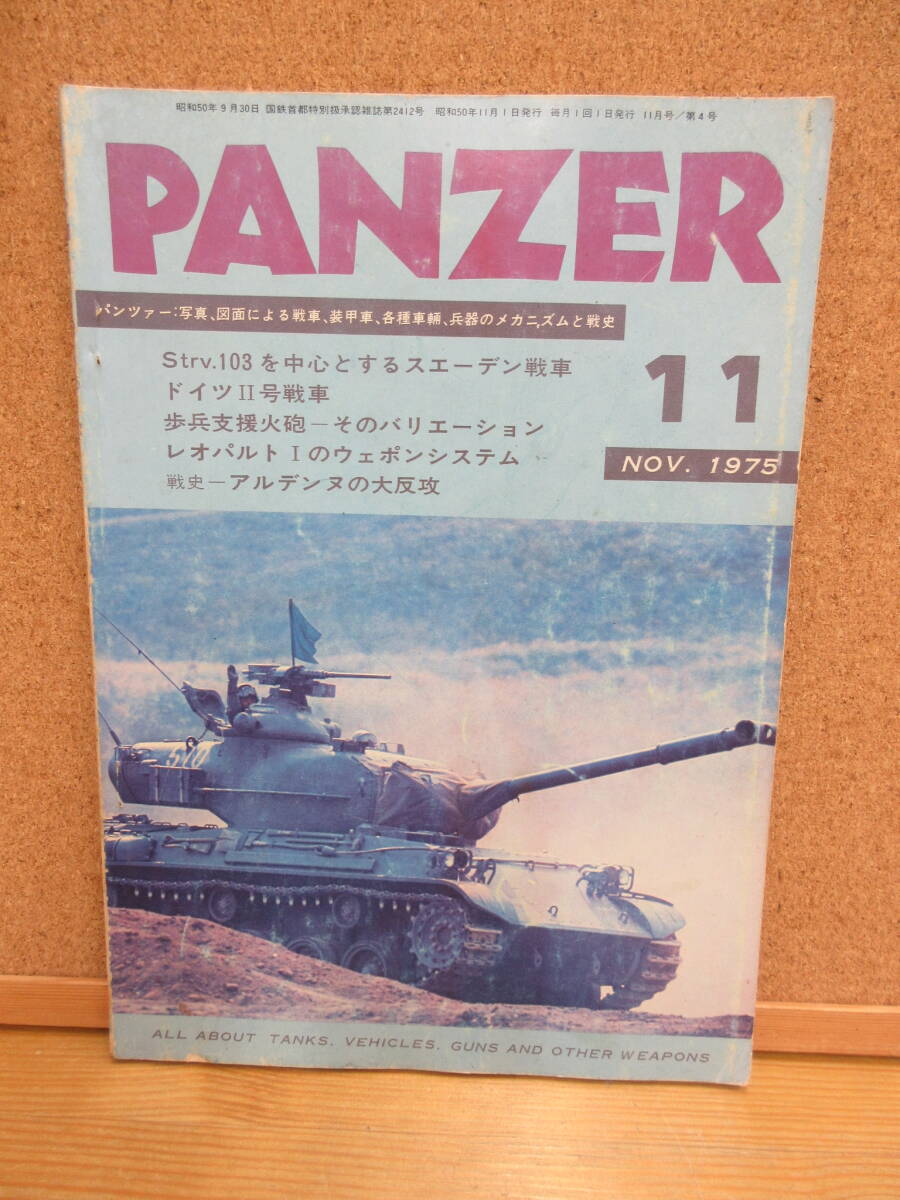 昭和50年9月30日 国鉄首都特別扱承認雑誌第2412号 昭和50年11月1日発行 毎月1回1日発行 11月号/第4号
PANZER
パンツァー:写真、図面による戦車、装甲車、各種車輛、兵器のメカニズムと戦史
Strv.103を中心とするスエーデン戦車
ドイツII号戦車
歩兵支援火砲−そのバリエーション
レオパルトIのウェポンシステム
戦史−アルデンヌの大反攻
11
NOV. 1975
510
ALL ABOUT TANKS, VEHICLES, GUNS AND OTHER WEAPONS